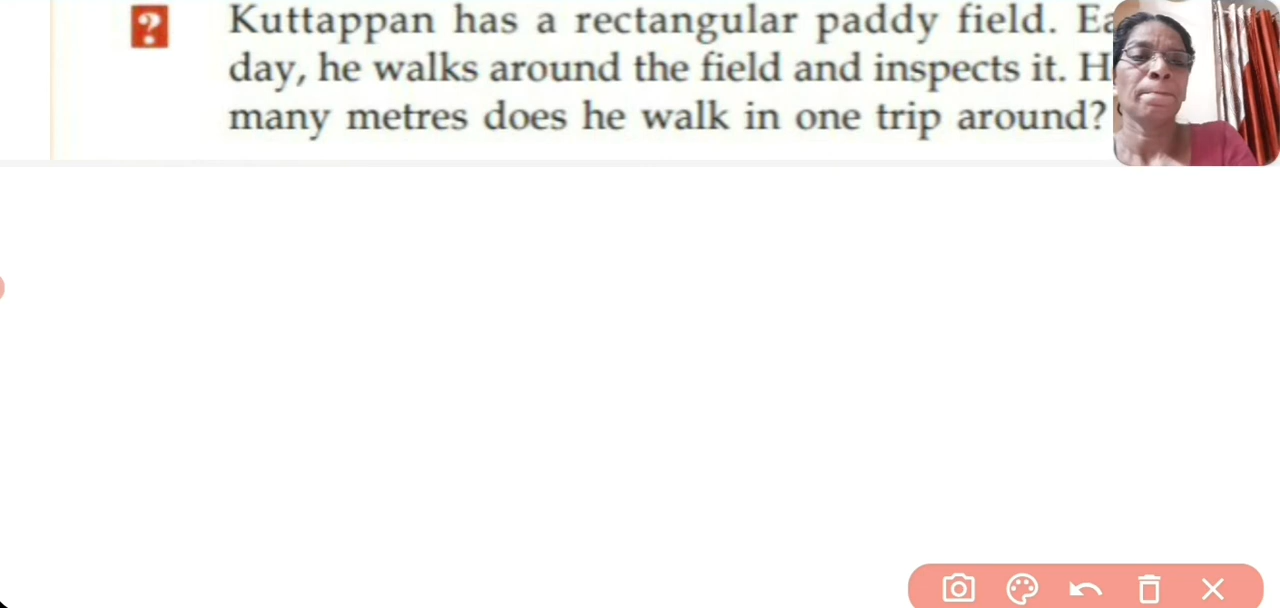 Kuttappan has a rectangular paddy field.
day, he walks around the field and inspects it.
many metres does he walk in one trip around?